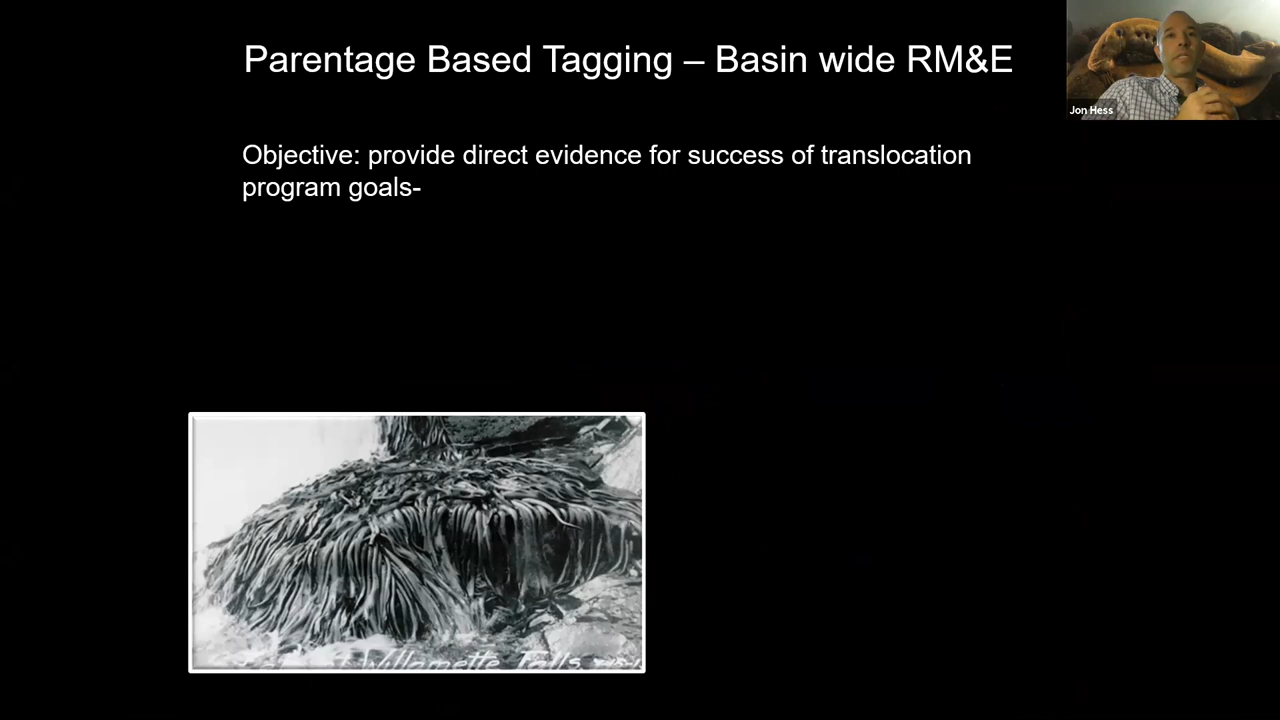 Parentage Based Tagging – Basin wide RM&E
Jon Hess
Objective: provide direct evidence for success of translocation
program goals-
Willamette Falls